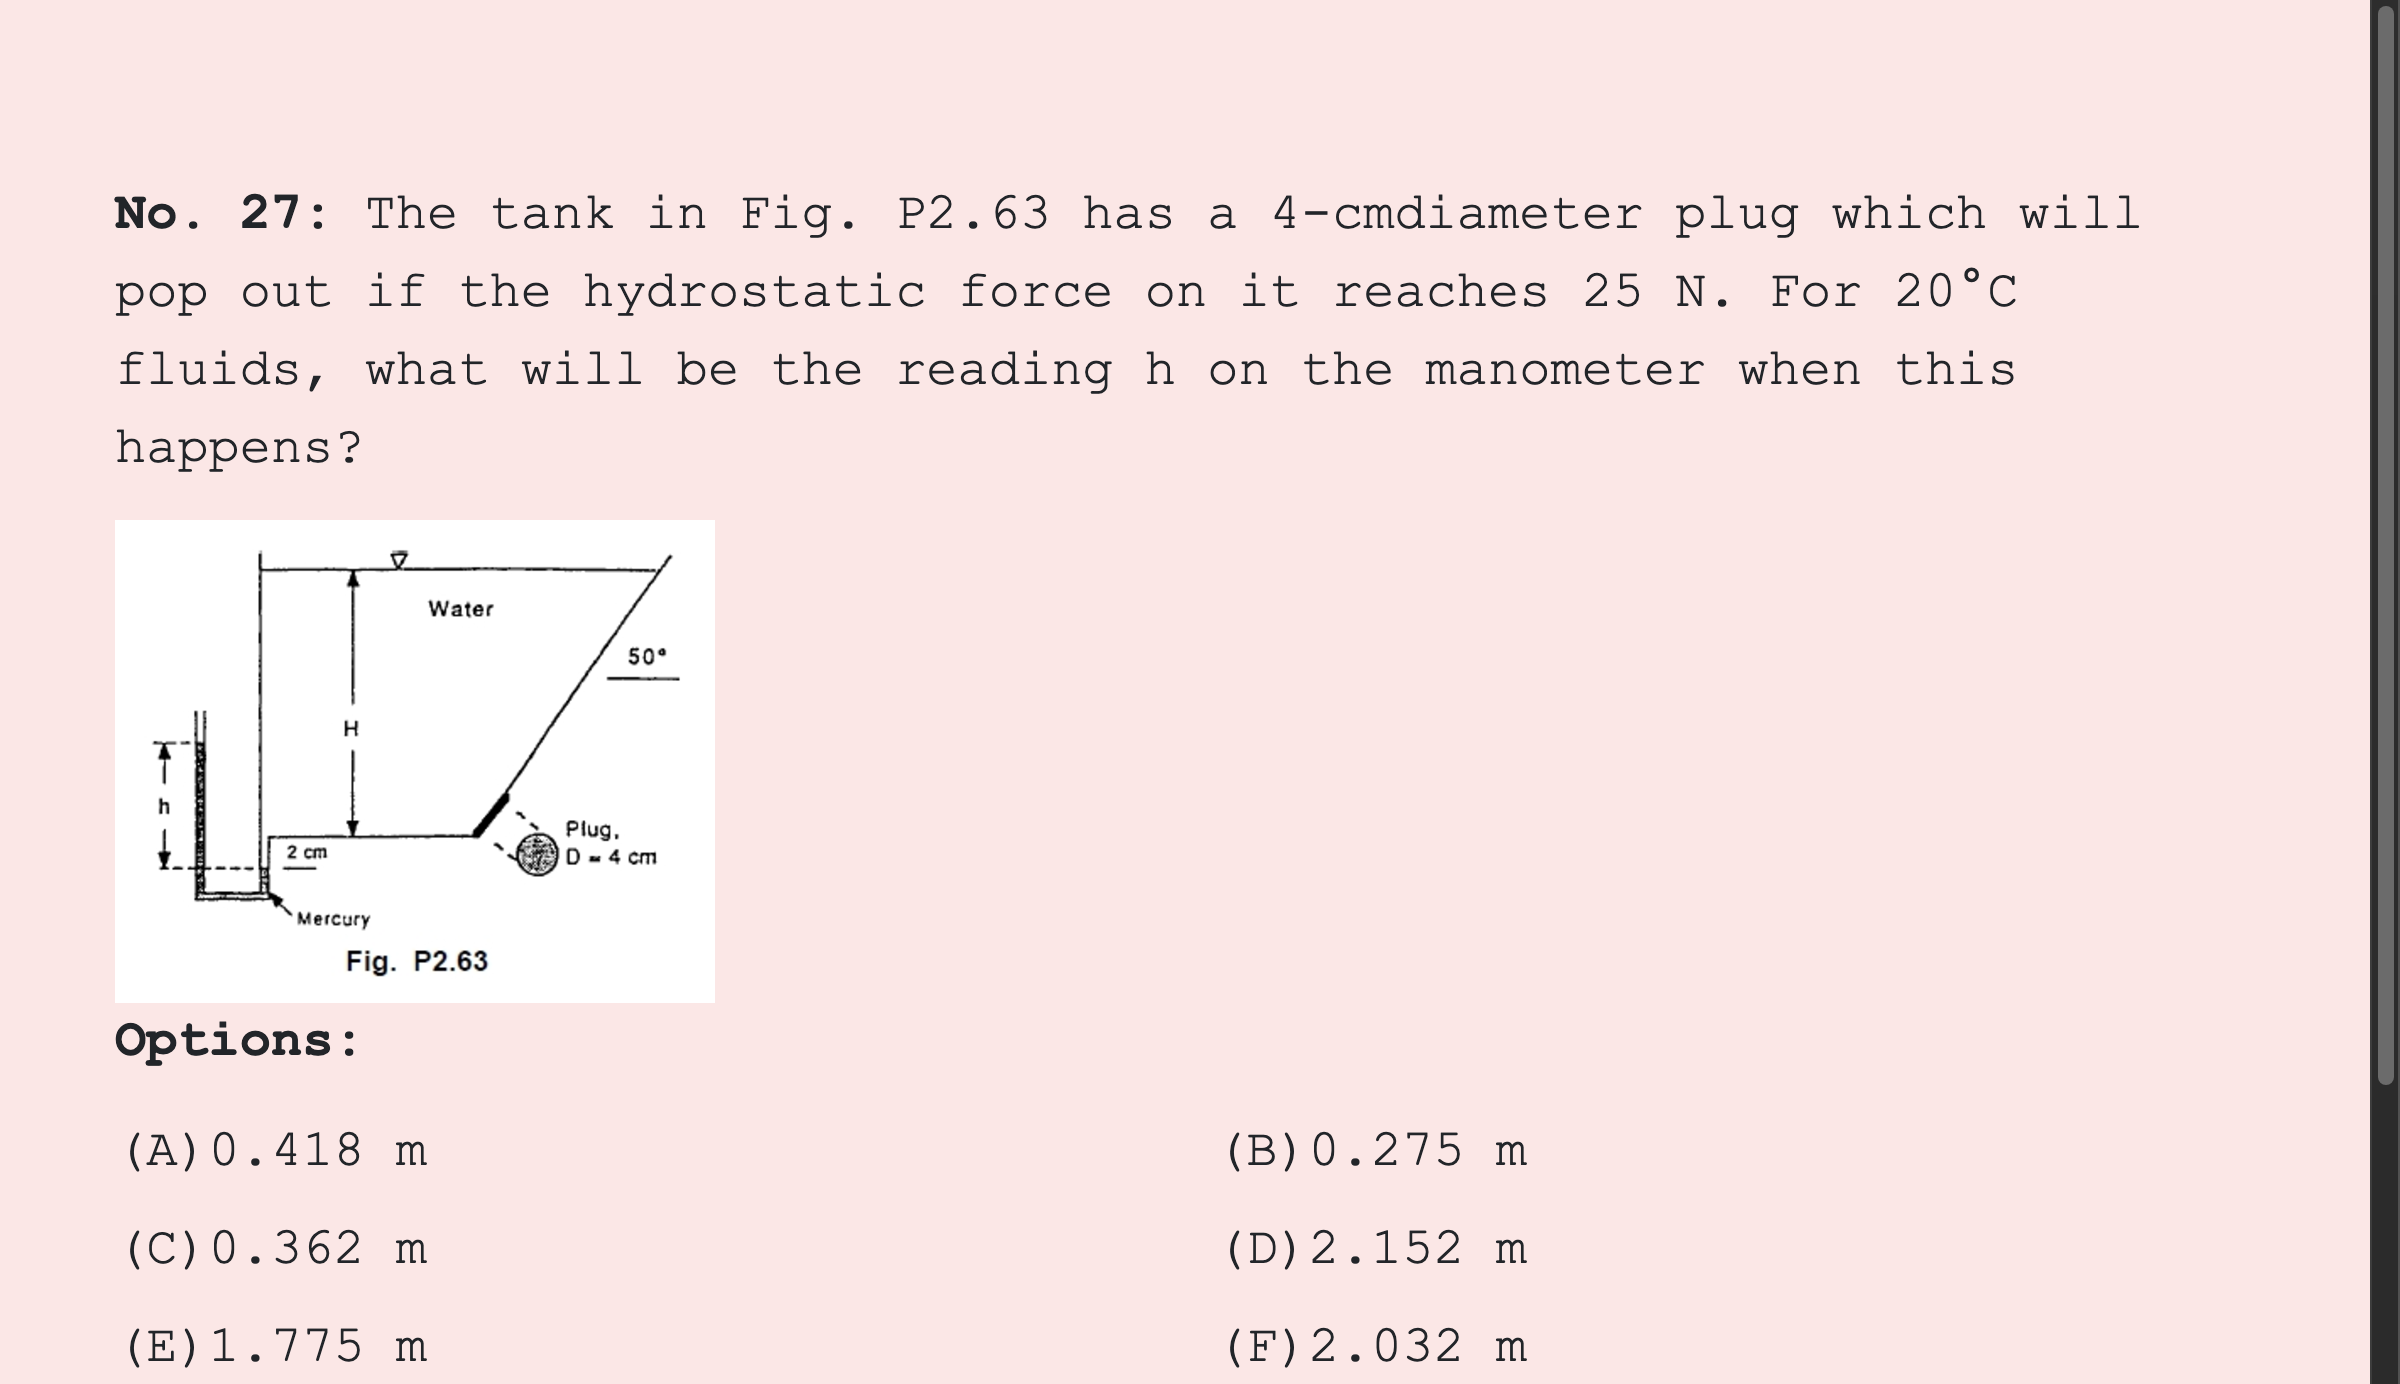 No. 27: The tank in Fig. P2.63 has a 4-cmdiameter plug which will
pop out if the hydrostatic force on it reaches 25 N. For 20°C
fluids, what will be the reading h on the manometer when this
happens?
Water
50°
H
h
2 cm
Plug,
D = 4 cm
Mercury
Fig. P2.63
Options:
(A) 0.418 m
(B) 0.275 m
(C) 0.362 m
(D) 2.152 m
(E) 1.775 m
(F) 2.032 m